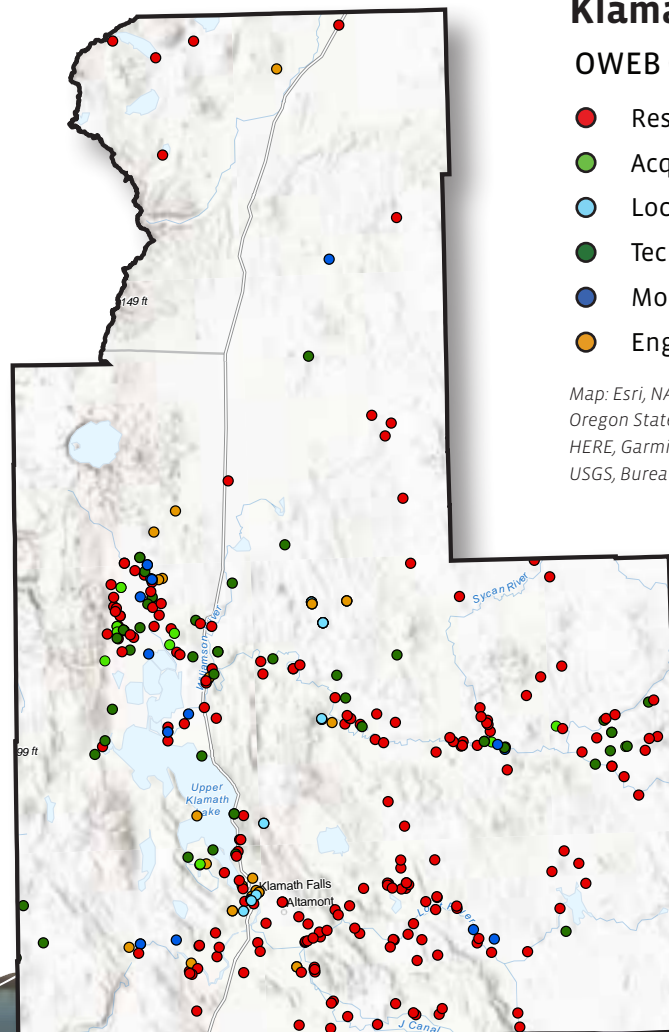 Klama
OWEB
Res
Acq
Loc
Tec
Mo
Eng
Map: Esri, NA
Oregon State
HERE, Garmi
USGS, Burea
149 ft
Sycan River
99 ft
Upper
Klamath
Lake
Klamath Falls
Altamont
J Canal